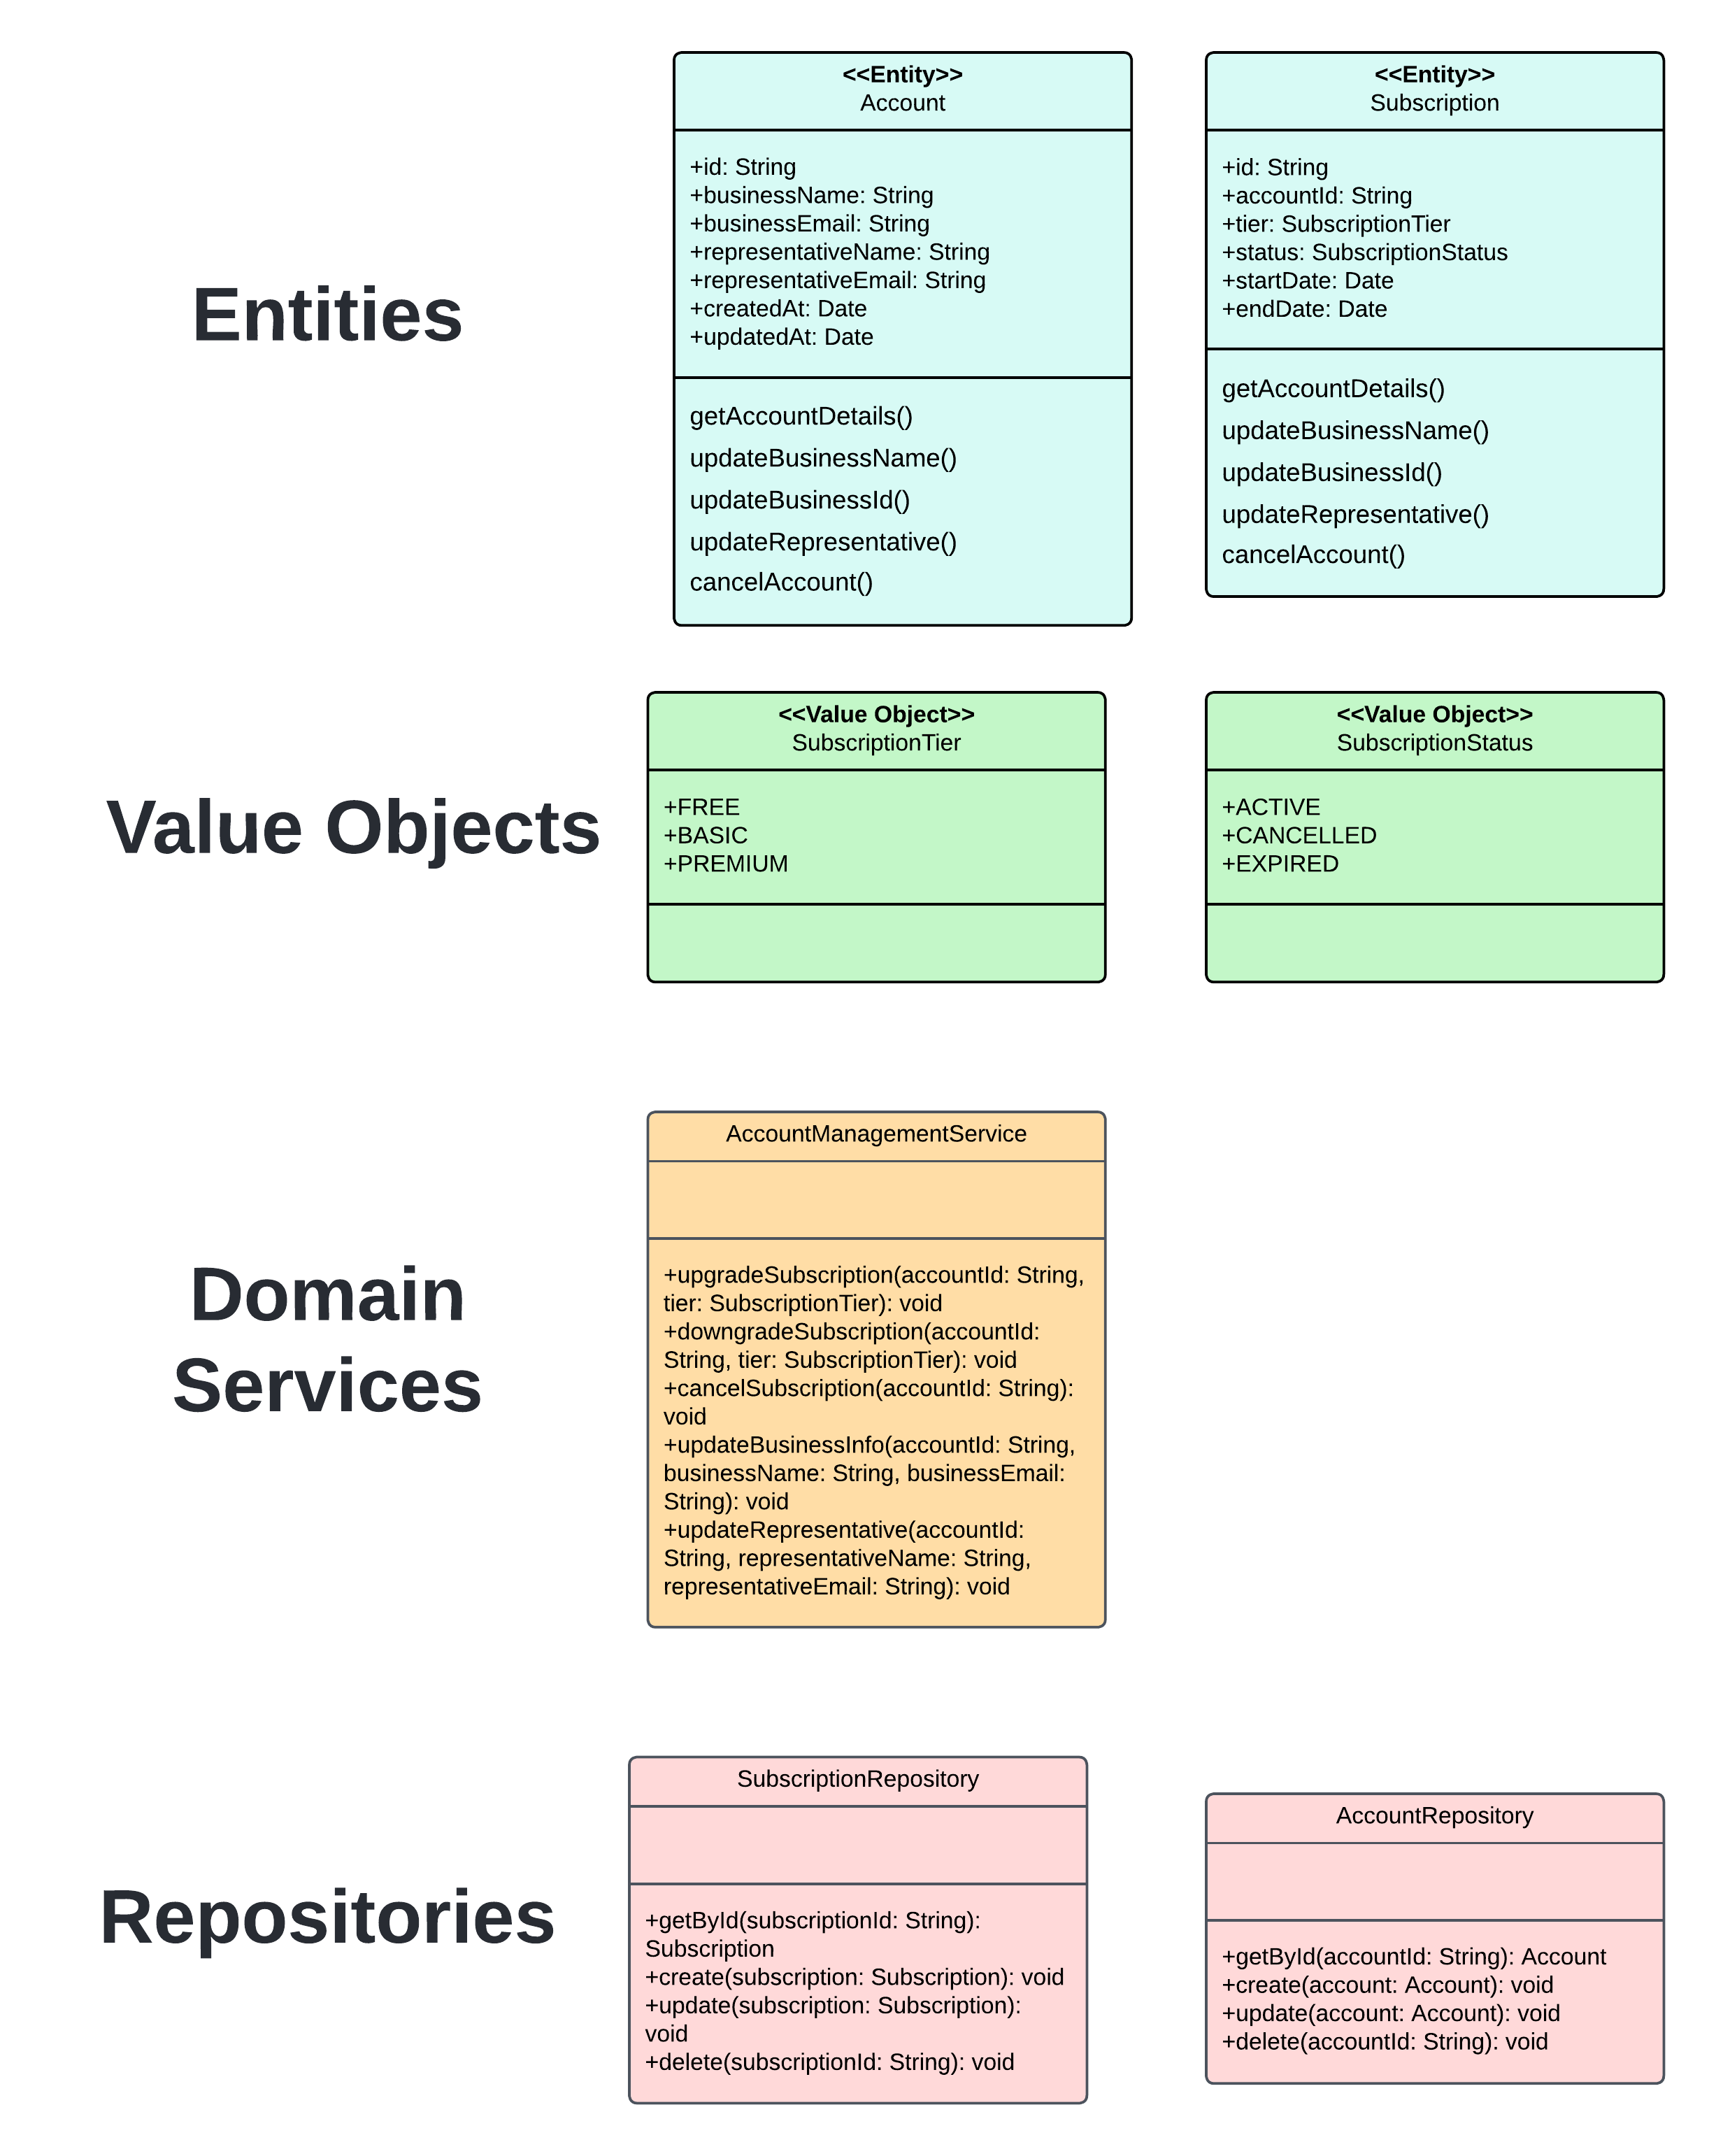 Entities
<<Entity>>
Account
+id: String
+businessName: String
+businessEmail: String
+representativeName: String
+representativeEmail: String
+createdAt: Date
+updatedAt: Date
getAccountDetails()
updateBusinessName()
updateBusinessId()
updateRepresentative()
cancelAccount()
<<Entity>>
Subscription
+id: String
+accountId: String
+tier: SubscriptionTier
+status: SubscriptionStatus
+startDate: Date
+endDate: Date
getAccountDetails()
updateBusinessName()
updateBusinessId()
updateRepresentative()
cancelAccount()
Value Objects
<<Value Object>>
SubscriptionTier
+FREE
+BASIC
+PREMIUM
<<Value Object>>
SubscriptionStatus
+ACTIVE
+CANCELLED
+EXPIRED
Domain
Services
AccountManagementService
+upgradeSubscription(accountId: String,
tier: SubscriptionTier): void
+downgradeSubscription(accountId:
String, tier: SubscriptionTier): void
+cancelSubscription(accountId: String):
void
+updateBusinessInfo(accountId: String,
businessName: String, businessEmail:
String): void
+updateRepresentative(accountId:
String, representativeName: String,
representativeEmail: String): void
Repositories
SubscriptionRepository
+getById(subscriptionId: String):
Subscription
+create(subscription: Subscription): void
+update(subscription: Subscription):
void
+delete(subscriptionId: String): void
AccountRepository
+getById(accountId: String): Account
+create(account: Account): void
+update(account: Account): void
+delete(accountId: String): void